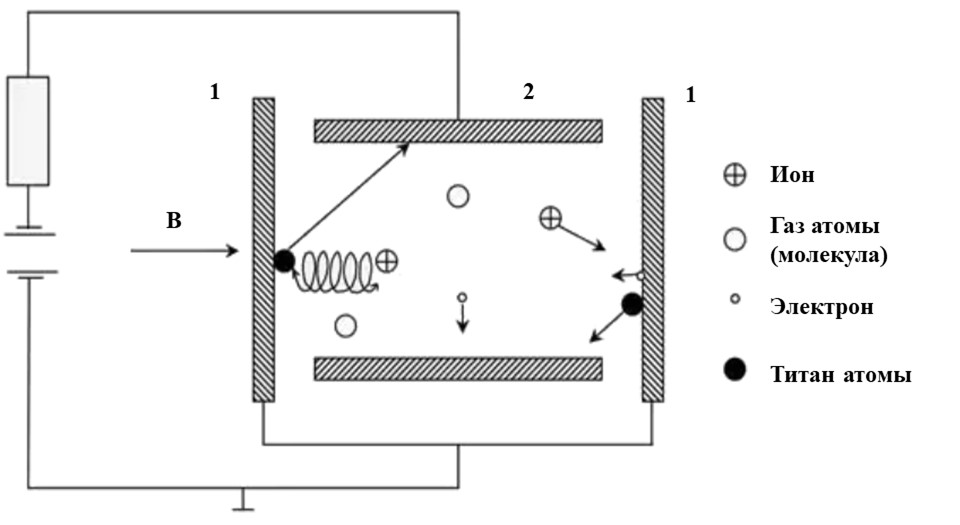 1
2
1
В
Ион
Газ атомы
(молекула)
Электрон
Титан атомы